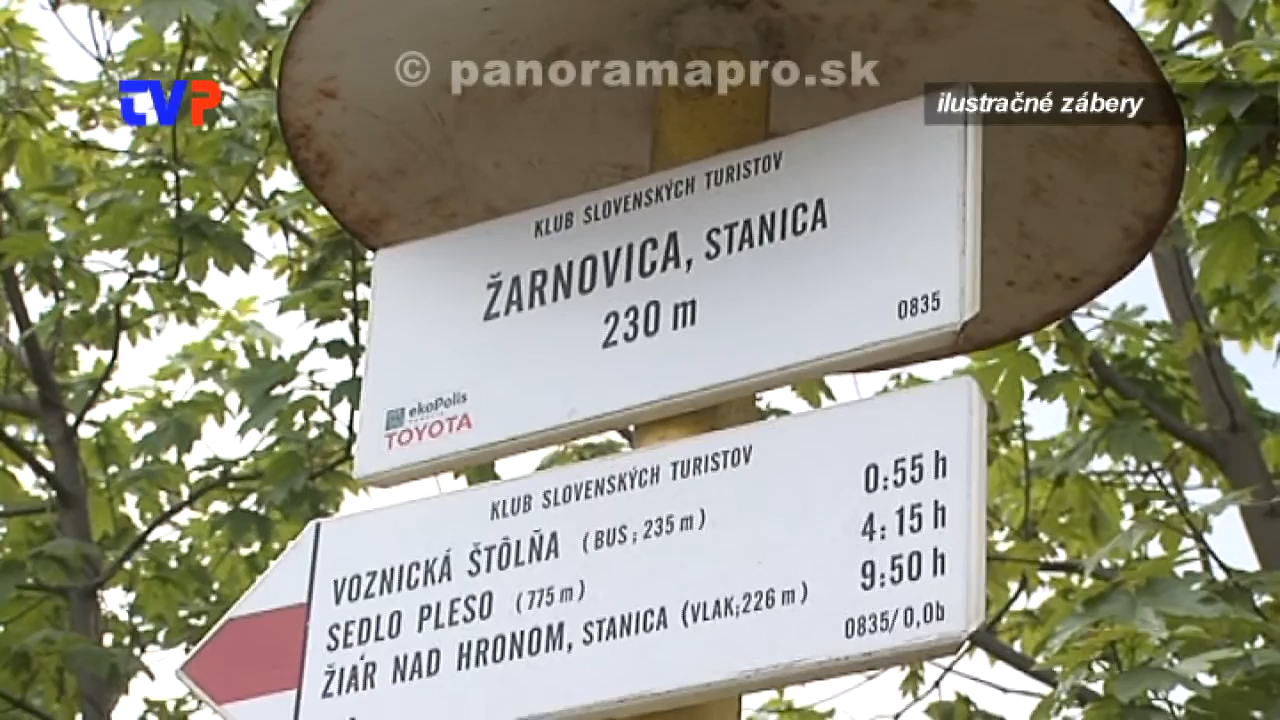 © panoramapro.sk
TVP
ilustračné zábery
KLUB SLOVENSKÝCH TURISTOV
ŽARNOVICA, STANICA
230 m
0835
ekoPolis
TOYOTA
KLUB SLOVENSKÝCH TURISTOV
VOZNICKÁ ŠTÔLŇA (BUS; 235 m) 0:55 h
SEDLO PLESO (775 m) 4:15 h
ŽIAR NAD HRONOM, STANICA (VLAK;226 m) 9:50 h
0835/0,0b